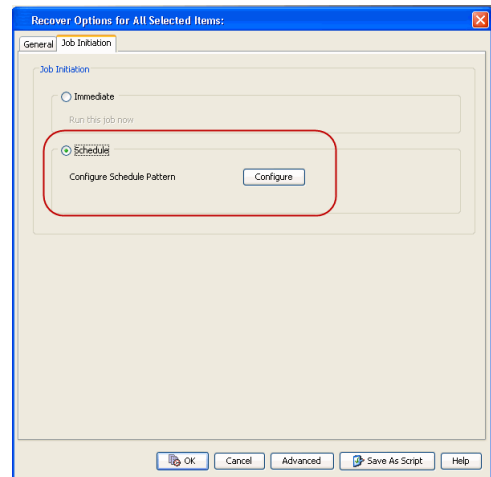 Recover Options for All Selected Items:
General Job Initiation
Job Initiation
Immediate
Run this job now
Schedule
Configure Schedule Pattern Configure
OK Cancel Advanced Save As Script Help